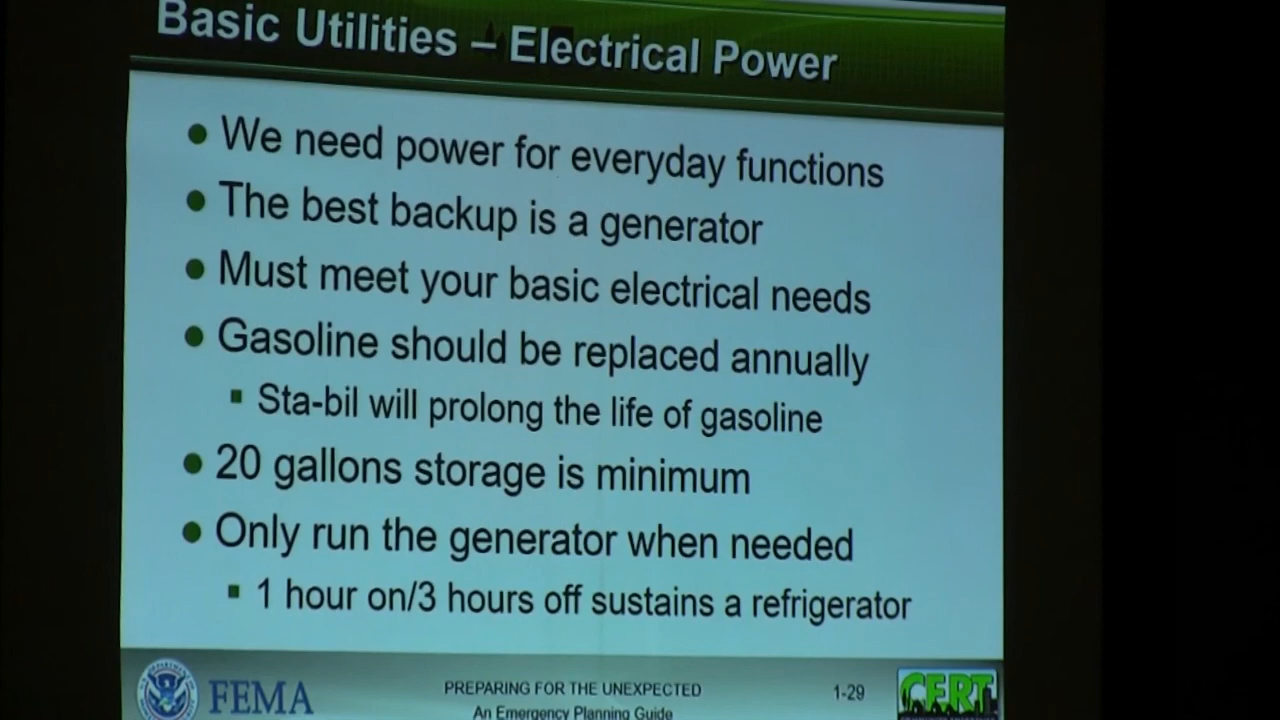 Basic Utilities – Electrical Power
• We need power for everyday functions
• The best backup is a generator
• Must meet your basic electrical needs
• Gasoline should be replaced annually
▪ Sta-bil will prolong the life of gasoline
• 20 gallons storage is minimum
• Only run the generator when needed
▪ 1 hour on/3 hours off sustains a refrigerator
FEMA
PREPARING FOR THE UNEXPECTED
An Emergency Planning Guide
1-29
CERT